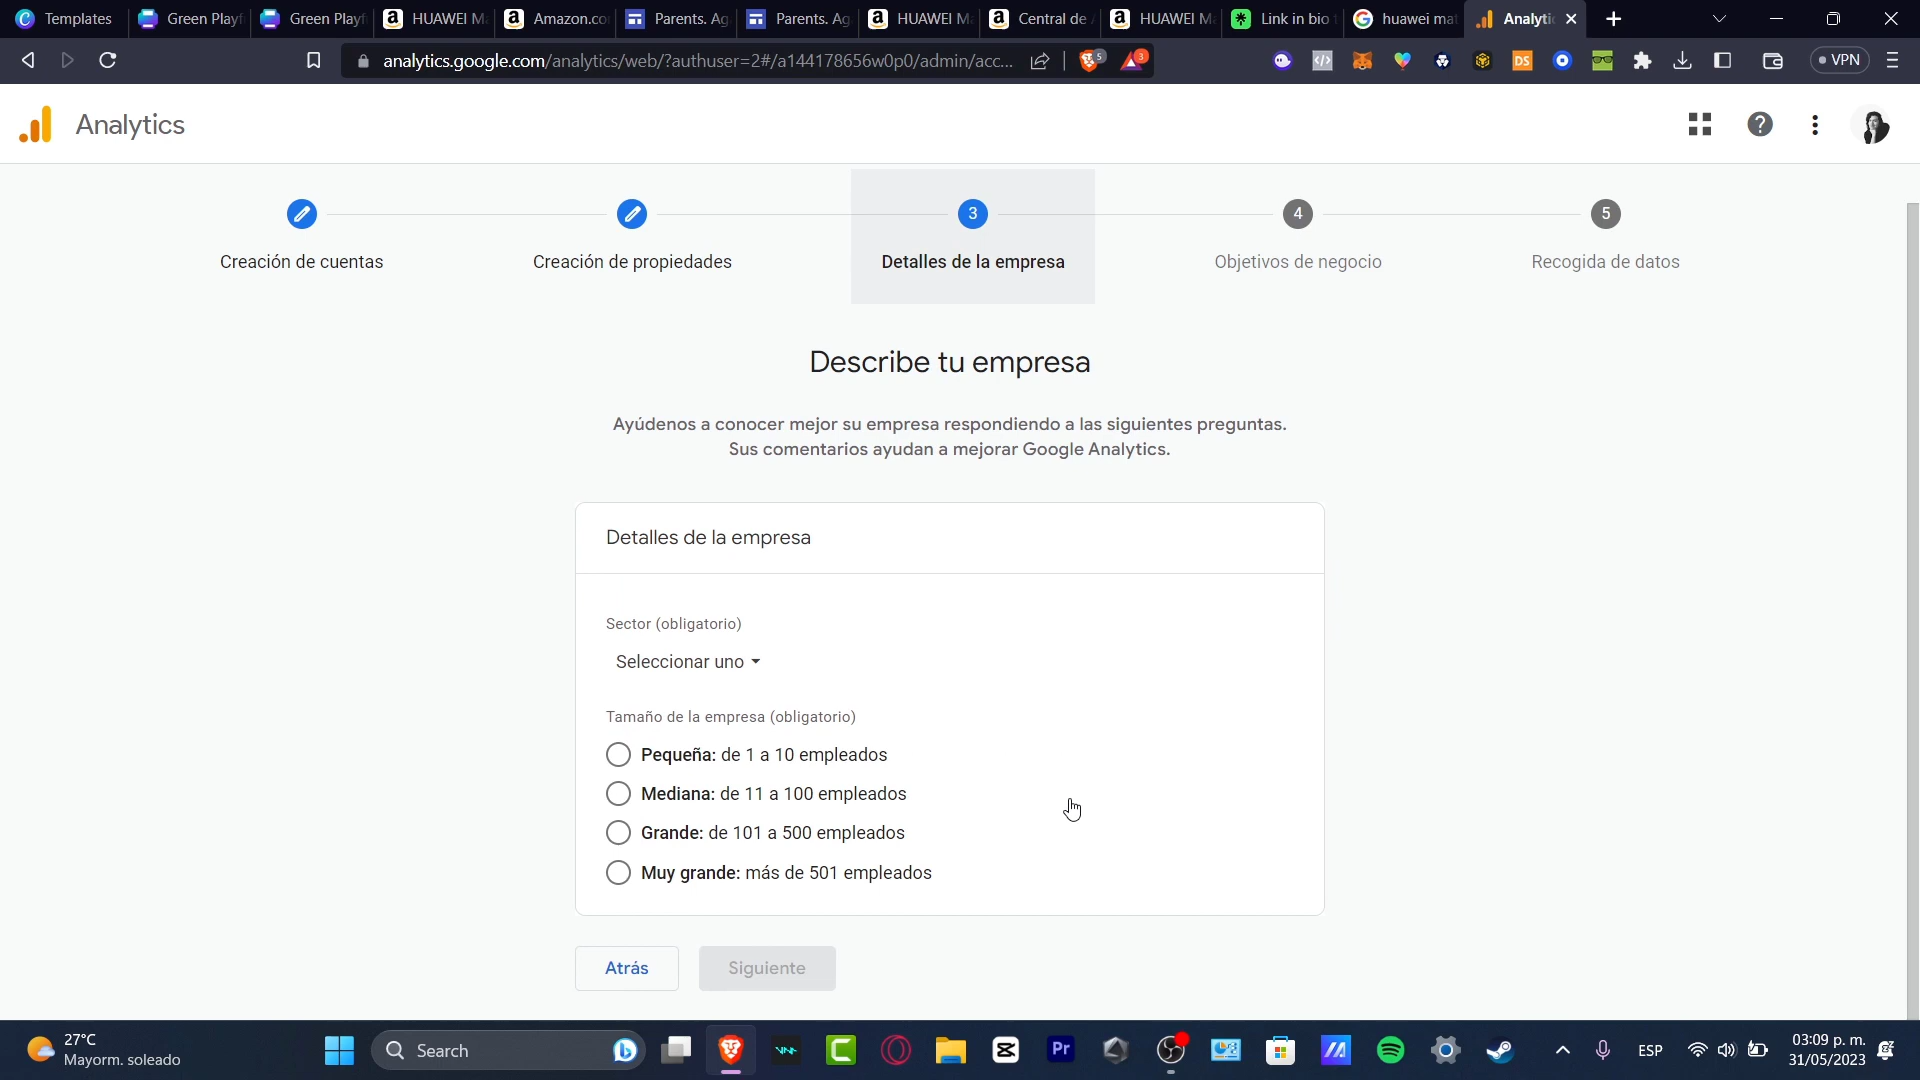 Templates
Green Playf
Green Playf
HUAWEI M
Amazon.co
Parents. Ag
Parents. Ag
HUAWEI M
Central de
HUAWEI M
Link in bio
huawei mat
Analytic
analytics.google.com/analytics/web/?authuser=2#/a144178656w0p0/admin/acc...
5
3
DS
VPN
Analytics
3
4
5
Creación de cuentas
Creación de propiedades
Detalles de la empresa
Objetivos de negocio
Recogida de datos
Describe tu empresa
Ayúdenos a conocer mejor su empresa respondiendo a las siguientes preguntas.
Sus comentarios ayudan a mejorar Google Analytics.
Detalles de la empresa
Sector (obligatorio)
Seleccionar uno
Tamaño de la empresa (obligatorio)
Pequeña: de 1 a 10 empleados
Mediana: de 11 a 100 empleados
Grande: de 101 a 500 empleados
Muy grande: más de 501 empleados
Atrás
Siguiente
27°C
Mayorm. soleado
Search
Pr
ESP
03:09 p. m.
31/05/2023